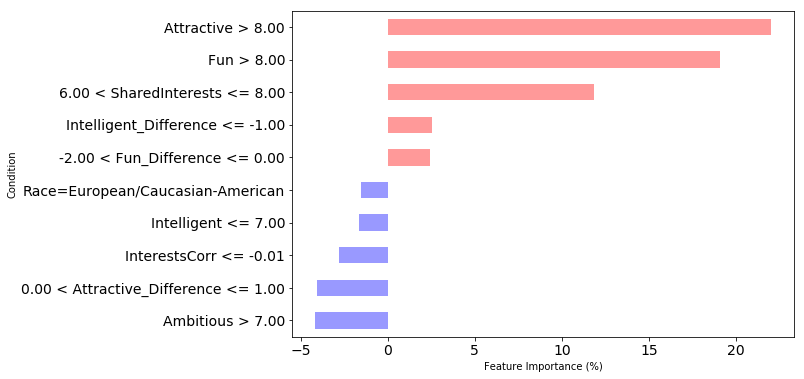 Attractive > 8.00
Fun > 8.00
6.00 < SharedInterests <= 8.00
Intelligent_Difference <= -1.00
-2.00 < Fun_Difference <= 0.00
Race=European/Caucasian-American
Intelligent <= 7.00
InterestsCorr <= -0.01
0.00 < Attractive_Difference <= 1.00
Ambitious > 7.00
Condition
−5 0 5 10 15 20
Feature Importance (%)